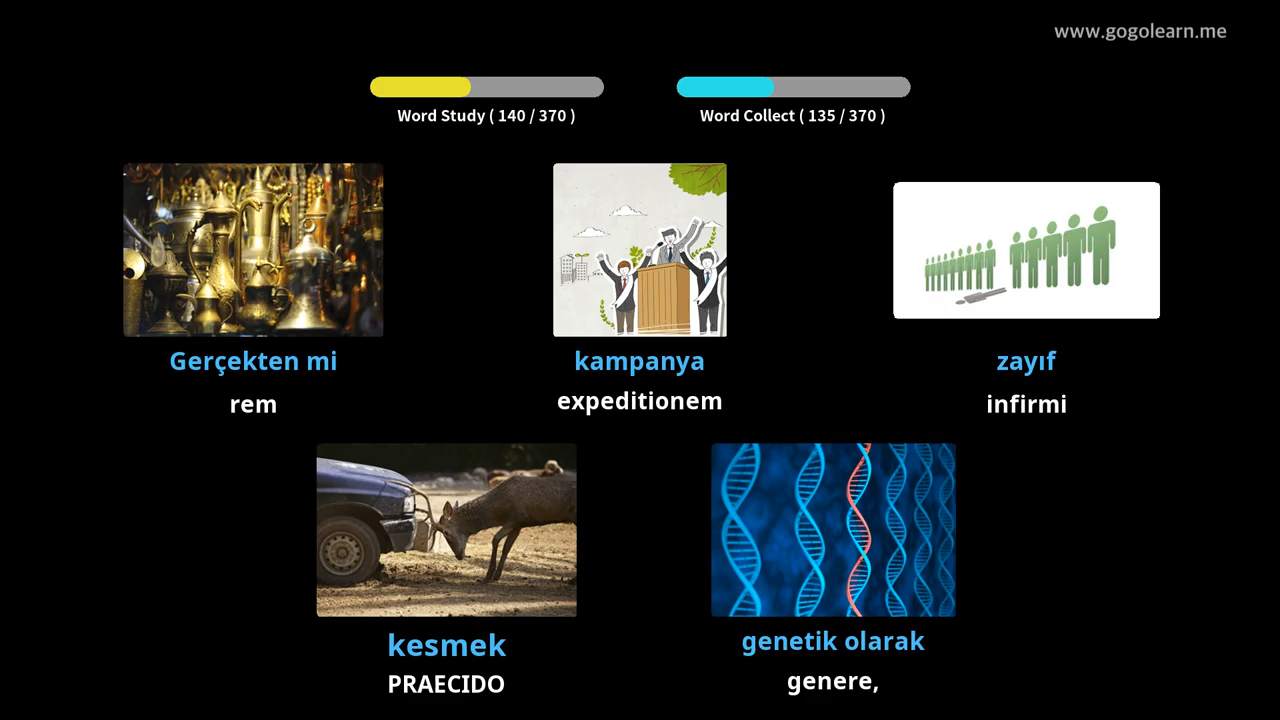 www.gogolearn.me
Word Study ( 140 / 370 )
Word Collect ( 135 / 370 )
Gerçekten mi
rem
kampanya
expeditionem
zayıf
infirmi
kesmek
PRAECIDO
genetik olarak
genere,